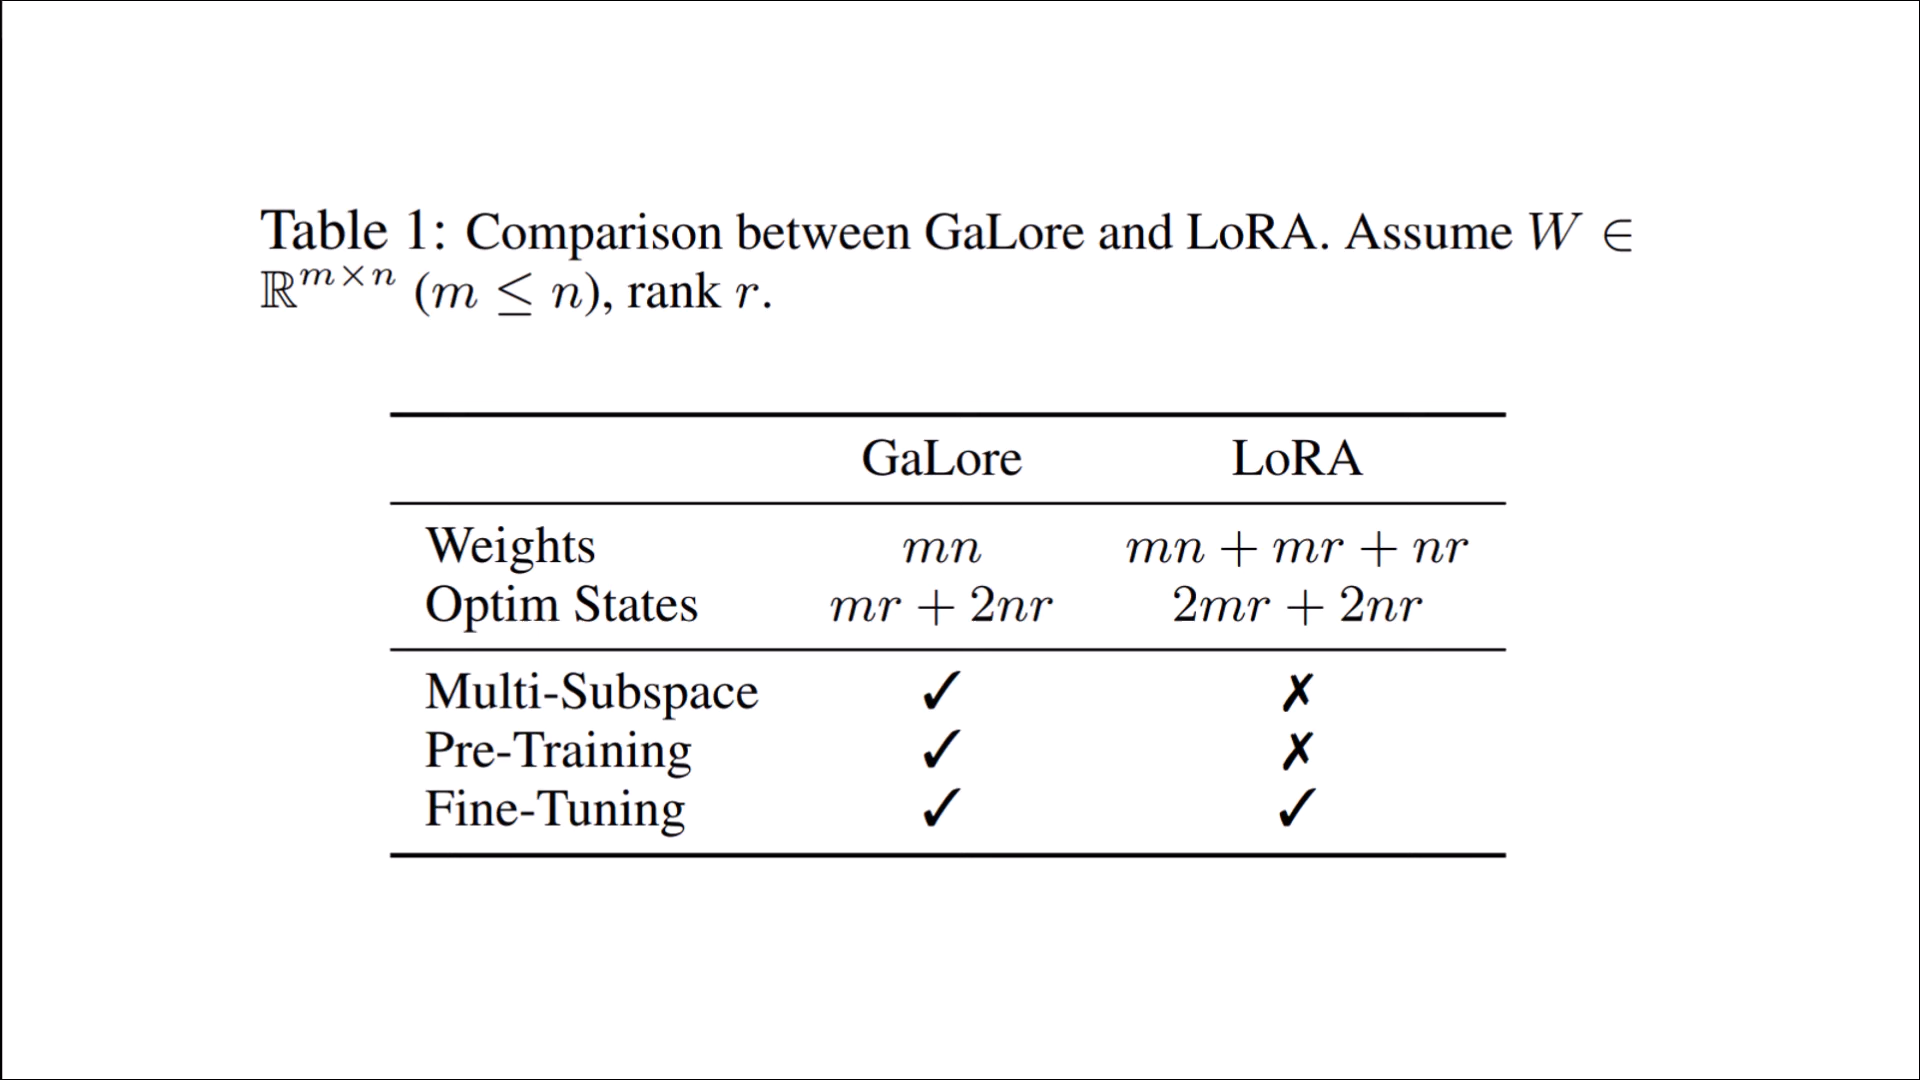 Table 1: Comparison between GaLore and LoRA. Assume W ∈
ℝ^{m×n} (m ≤ n), rank r.
GaLore LoRA
Weights mn mn + mr + nr
Optim States mr + 2nr 2mr + 2nr
Multi-Subspace ✓ ✗
Pre-Training ✓ ✗
Fine-Tuning ✓ ✓